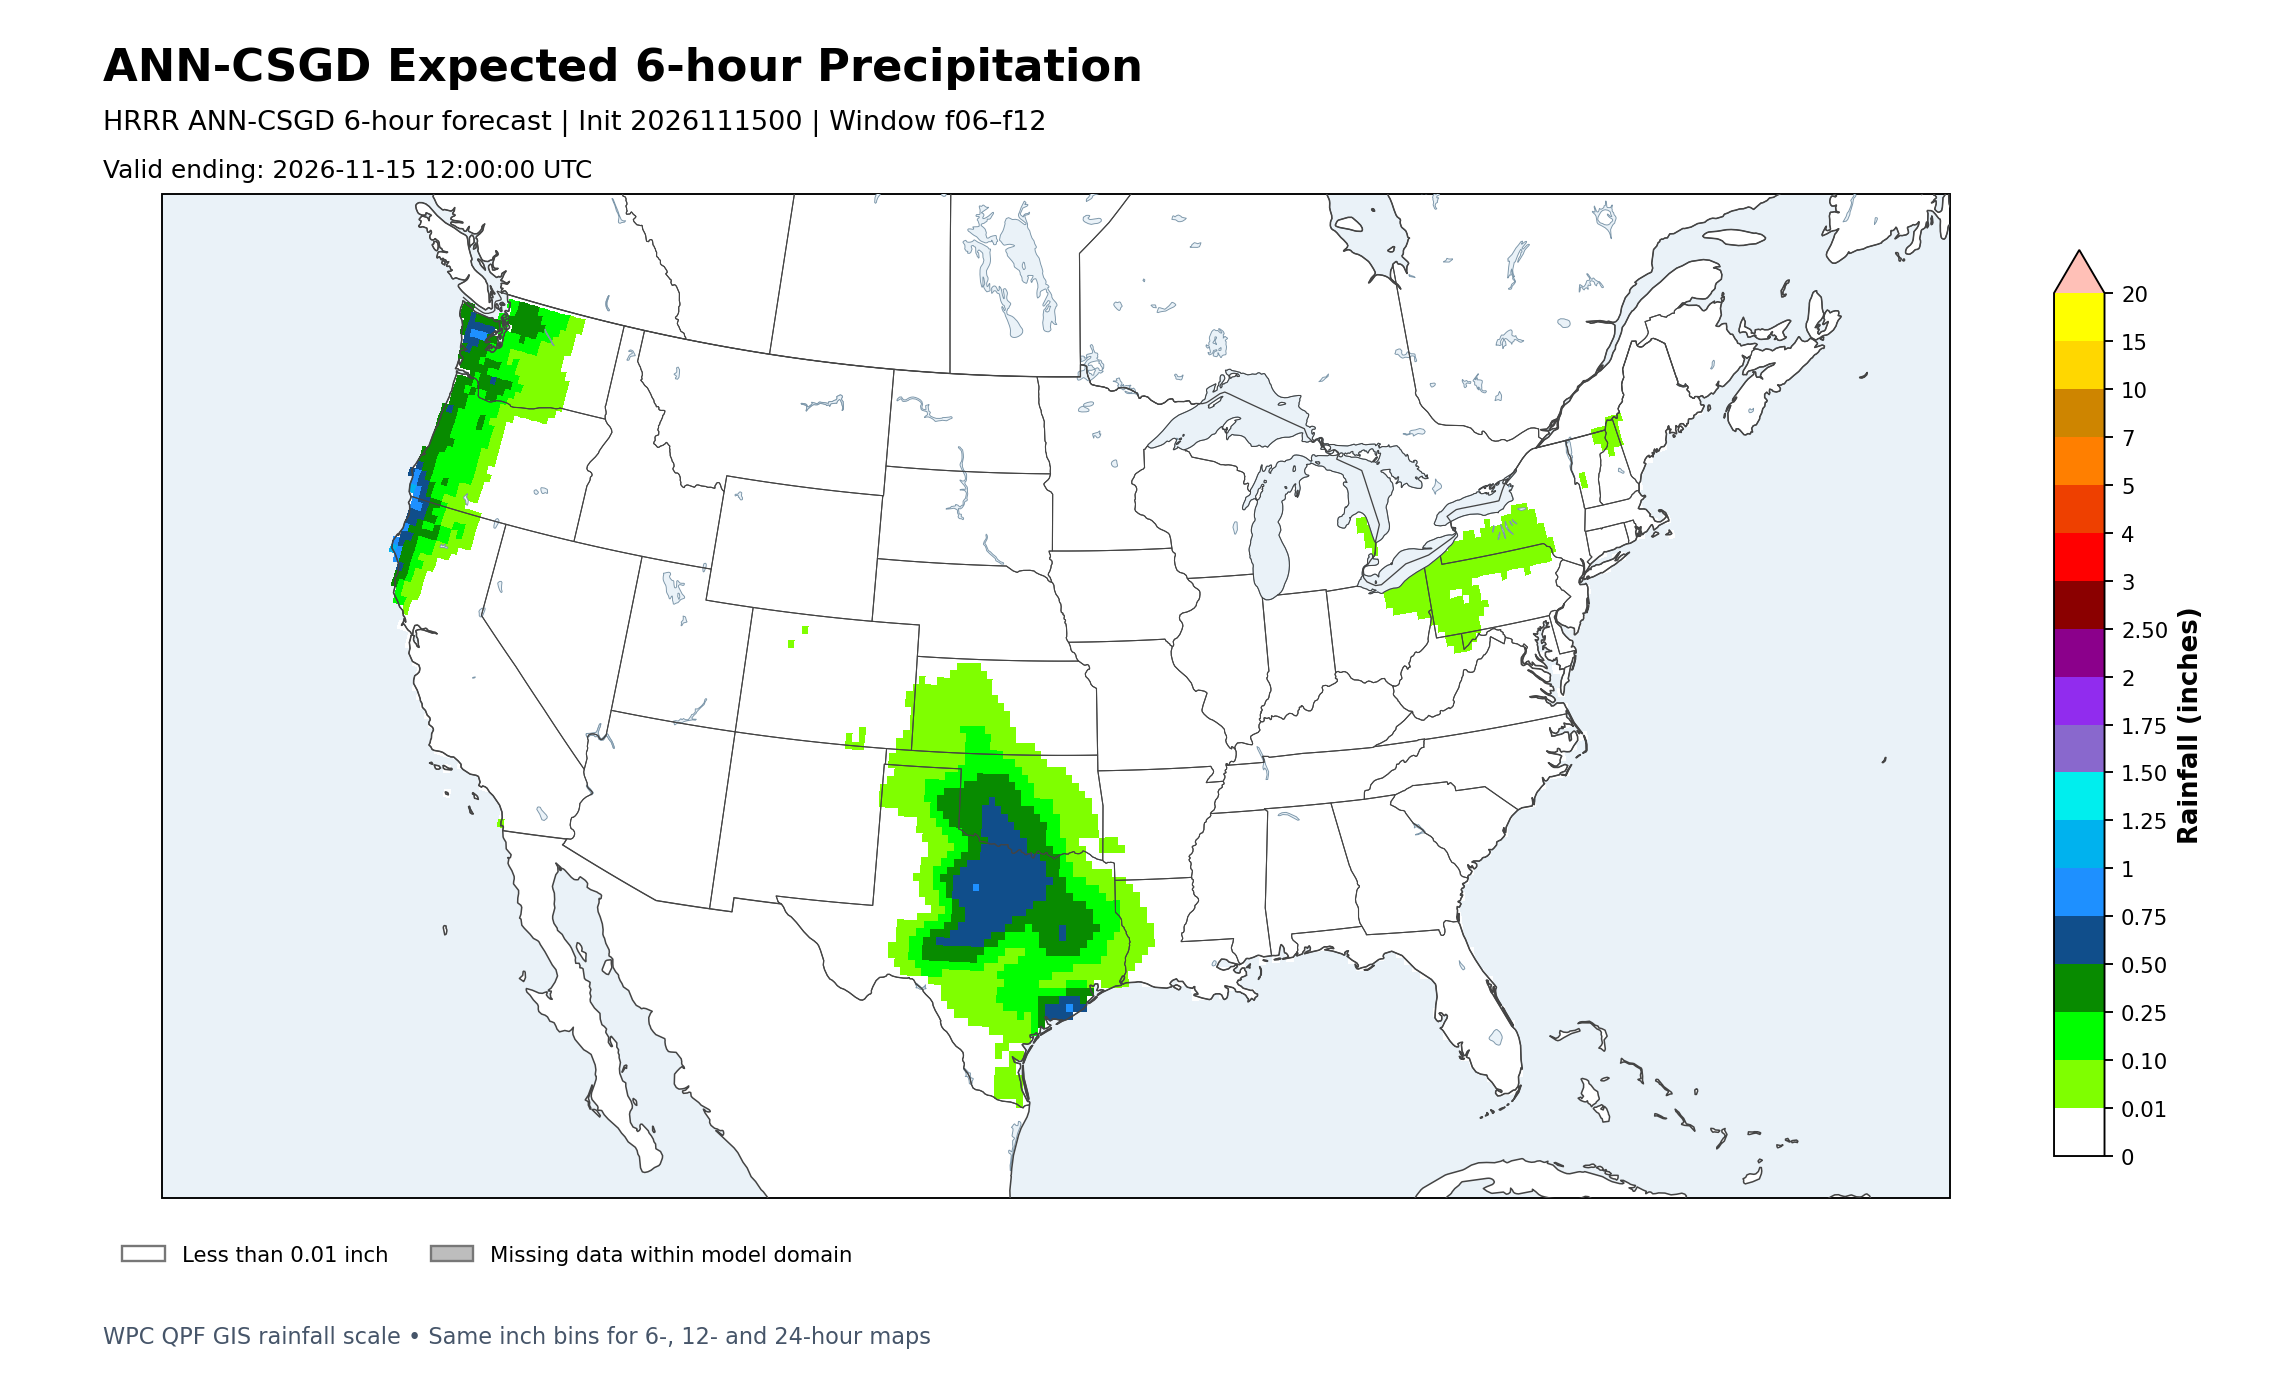 ANN-CSGD Expected 6-hour Precipitation
HRRR ANN-CSGD 6-hour forecast | Init 2026111500 | Window f06–f12
Valid ending: 2026-11-15 12:00:00 UTC
20
15
10
7
5
4
3
2.50
2
1.75
1.50
1.25
1
0.75
0.50
0.25
0.10
0.01
0
Rainfall (inches)
Less than 0.01 inch
Missing data within model domain
WPC QPF GIS rainfall scale • Same inch bins for 6-, 12- and 24-hour maps